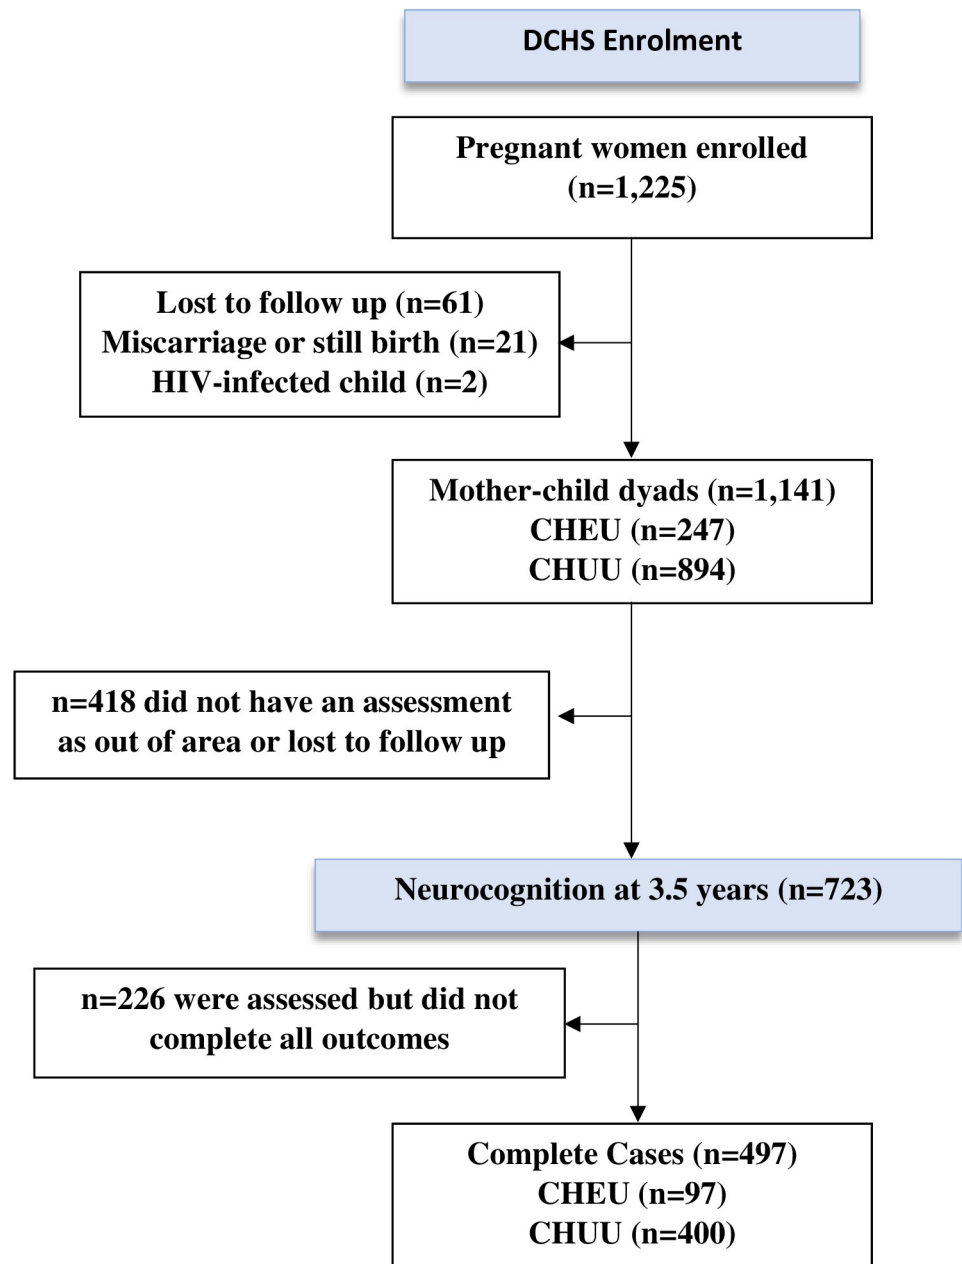 DCHS Enrolment
Pregnant women enrolled
(n=1,225)
Lost to follow up (n=61)
Miscarriage or still birth (n=21)
HIV-infected child (n=2)
Mother-child dyads (n=1,141)
CHEU (n=247)
CHUU (n=894)
n=418 did not have an assessment
as out of area or lost to follow up
Neurocognition at 3.5 years (n=723)
n=226 were assessed but did not
complete all outcomes
Complete Cases (n=497)
CHEU (n=97)
CHUU (n=400)